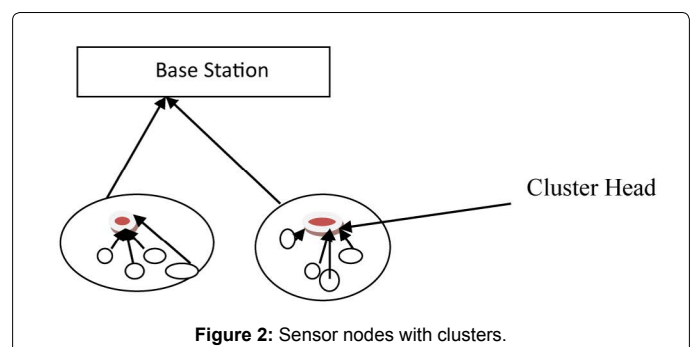 Base Station
Cluster Head
Figure 2: Sensor nodes with clusters.